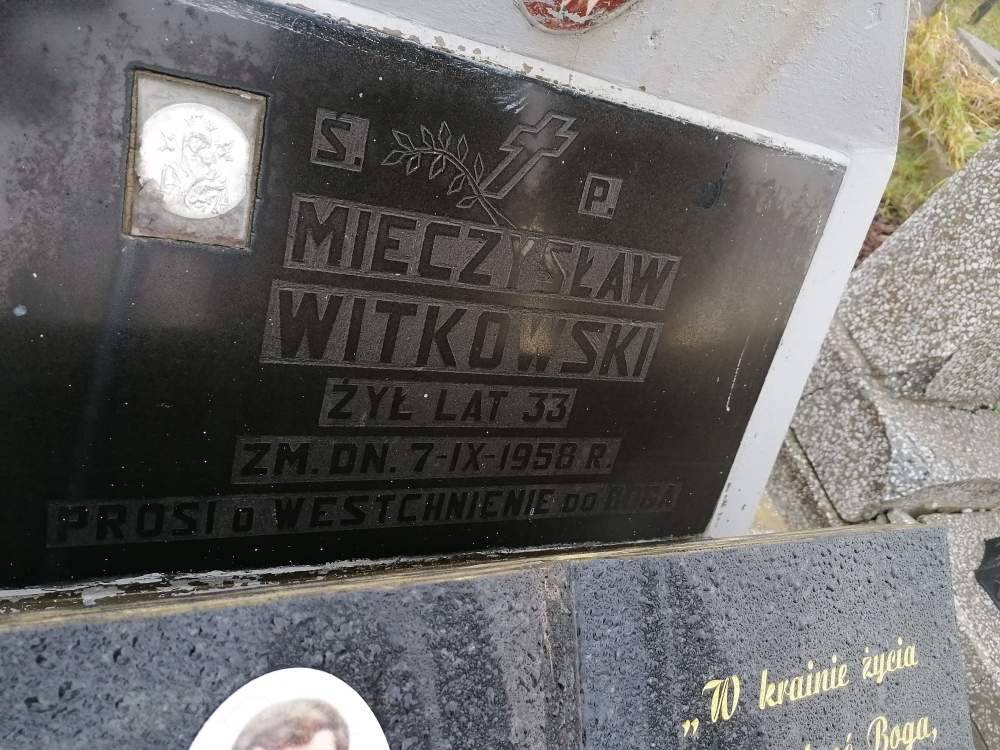 Ś. P.
MIECZYSŁAW
WITKOWSKI
ŻYŁ LAT 33
ZM. DN. 7-IX-1958 R.
PROSI o WESTCHNIENIE do BOGA
„W krainie życia
Boga,